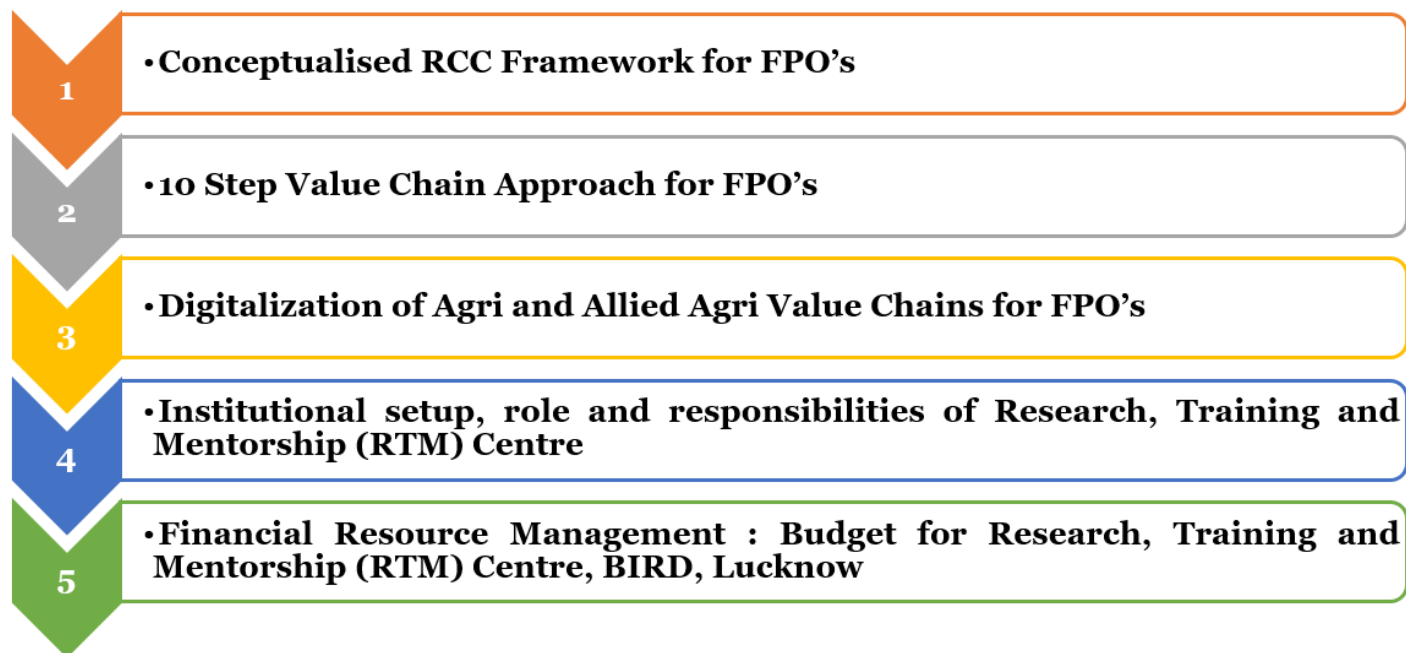 1
•Conceptualised RCC Framework for FPO’s
2
•10 Step Value Chain Approach for FPO’s
3
•Digitalization of Agri and Allied Agri Value Chains for FPO’s
4
•Institutional setup, role and responsibilities of Research, Training and
Mentorship (RTM) Centre
5
•Financial Resource Management : Budget for Research, Training and
Mentorship (RTM) Centre, BIRD, Lucknow